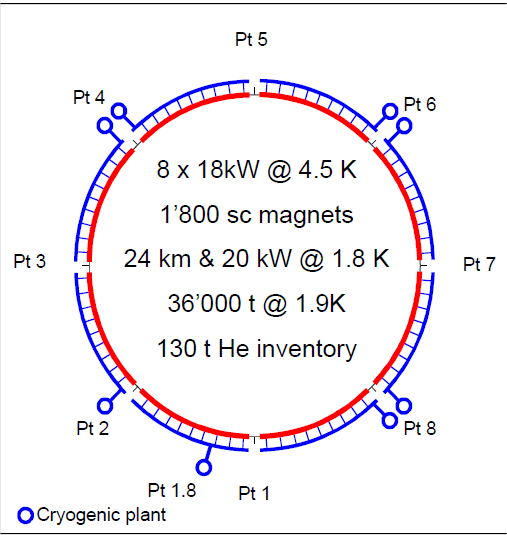 Pt 5
Pt 4
Pt 6
8 x 18kW @ 4.5 K
1'800 sc magnets
Pt 3
24 km & 20 kW @ 1.8 K
Pt 7
36'000 t @ 1.9K
130 t He inventory
Pt 2
Pt 8
Pt 1.8
Pt 1
Cryogenic plant